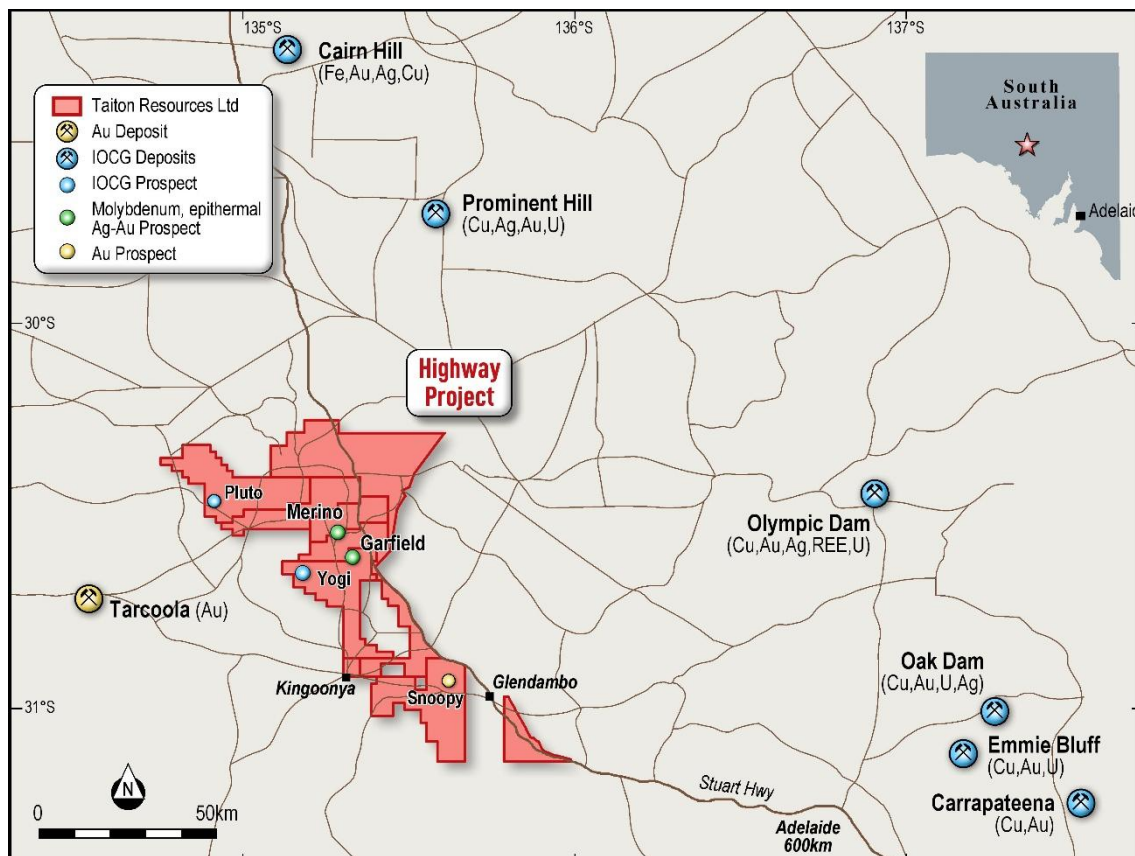 135°S
136°S
137°S
Cairn Hill
(Fe,Au,Ag,Cu)
South
Australia
Adelaid
Taiton Resources Ltd
Au Deposit
IOCG Deposits
IOCG Prospect
Molybdenum, epithermal
Ag-Au Prospect
Au Prospect
Prominent Hill
(Cu,Ag,Au,U)
30°S
Highway
Project
Pluto
Merino
Garfield
Yogi
Olympic Dam
(Cu,Au,Ag,REE,U)
Tarcoola (Au)
Oak Dam
(Cu,Au,U,Ag)
Kingoonya
Snoopy
Glendambo
31°S
Emmie Bluff
(Cu,Au,U)
Carrapateena
(Cu,Au)
N
0
50km
Stuart Hwy
Adelaide
600km